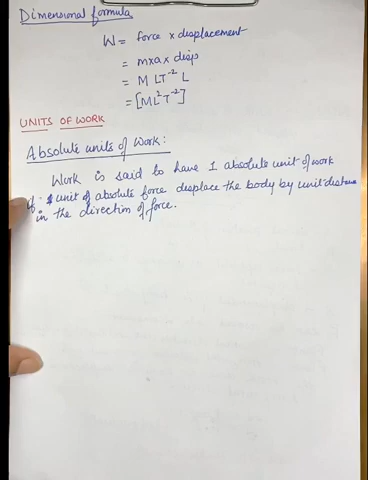 Dimensional formula
W = force x displacement
= mxa x disp
= M LT⁻² L
= [ML²T⁻²]
UNITS OF WORK
Absolute units of Work:
Work is said to have 1 absolute unit of work
if unit of absolute force displace the body by unit distance
in the direction of force.